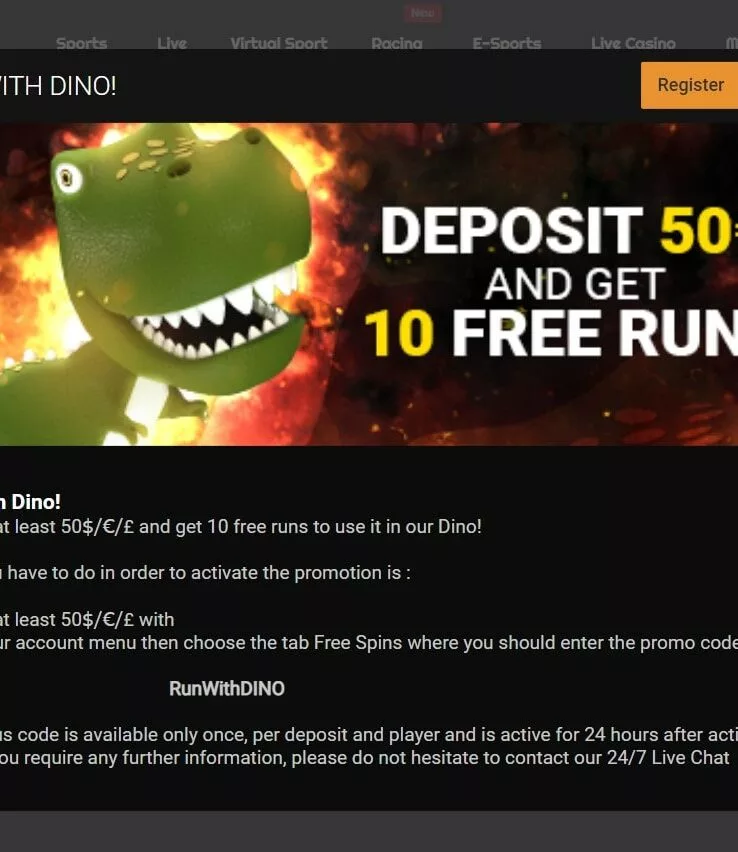 New
Sports Live Virtual Sport Racing E-Sports Live Casino M
ITH DINO!
Register
DEPOSIT 50
AND GET
10 FREE RUN
n Dino!
at least 50$/€/£ and get 10 free runs to use it in our Dino!
have to do in order to activate the promotion is :
at least 50$/€/£ with
ur account menu then choose the tab Free Spins where you should enter the promo code
RunWithDINO
us code is available only once, per deposit and player and is active for 24 hours after acti
ou require any further information, please do not hesitate to contact our 24/7 Live Chat